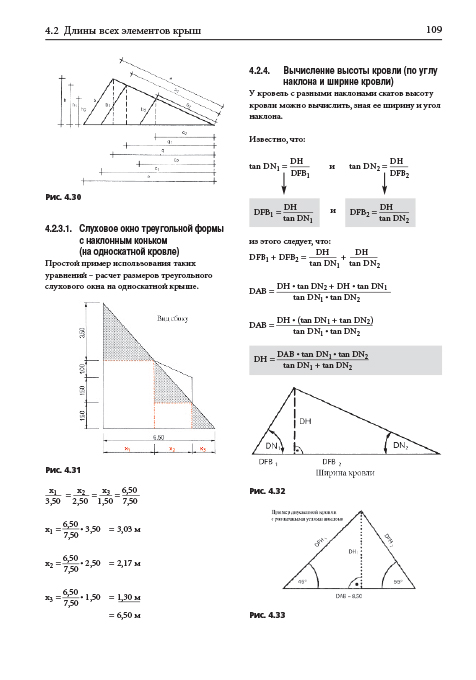 4.2 Длины всех элементов крыш
109
Рис. 4.30
4.2.3.1. Слуховое окно треугольной формы
с наклонным коньком
(на односкатной кровле)
Простой пример использования таких
уравнений – расчет размеров треугольного
слухового окна на односкатной крыше.
Вид сбоку
3,50
1,00
1,50
1,50
6,50
x1 x2 x3
Рис. 4.31
x1/3,50 = x2/2,50 = x3/1,50 = 6,50/7,50
x1 = 6,50/7,50 • 3,50 = 3,03 м
x2 = 6,50/7,50 • 2,50 = 2,17 м
x3 = 6,50/7,50 • 1,50 = 1,30 м
= 6,50 м
4.2.4. Вычисление высоты кровли (по углу
наклона и ширине кровли)
У кровель с разными наклонами скатов высоту
кровли можно вычислить, зная ее ширину и угол
наклона.
Известно, что:
tan DN1 = DH/DFB1 и tan DN2 = DH/DFB2
DFB1 = DH/tan DN1 и DFB2 = DH/tan DN2
из этого следует, что:
DFB1 + DFB2 = DH/tan DN1 + DH/tan DN2
DAB = DH • tan DN2 + DH • tan DN1/tan DN1 • tan DN2
DAB = DH • (tan DN1 + tan DN2)/tan DN1 • tan DN2
DH = DAB • tan DN1 • tan DN2/tan DN1 + tan DN2
DH
DN1
DN2
DFB1 DFB2
Ширина кровли
Рис. 4.32
Пример двускатной кровли
с различными углами наклона
DH
DAB – 8,50
Рис. 4.33